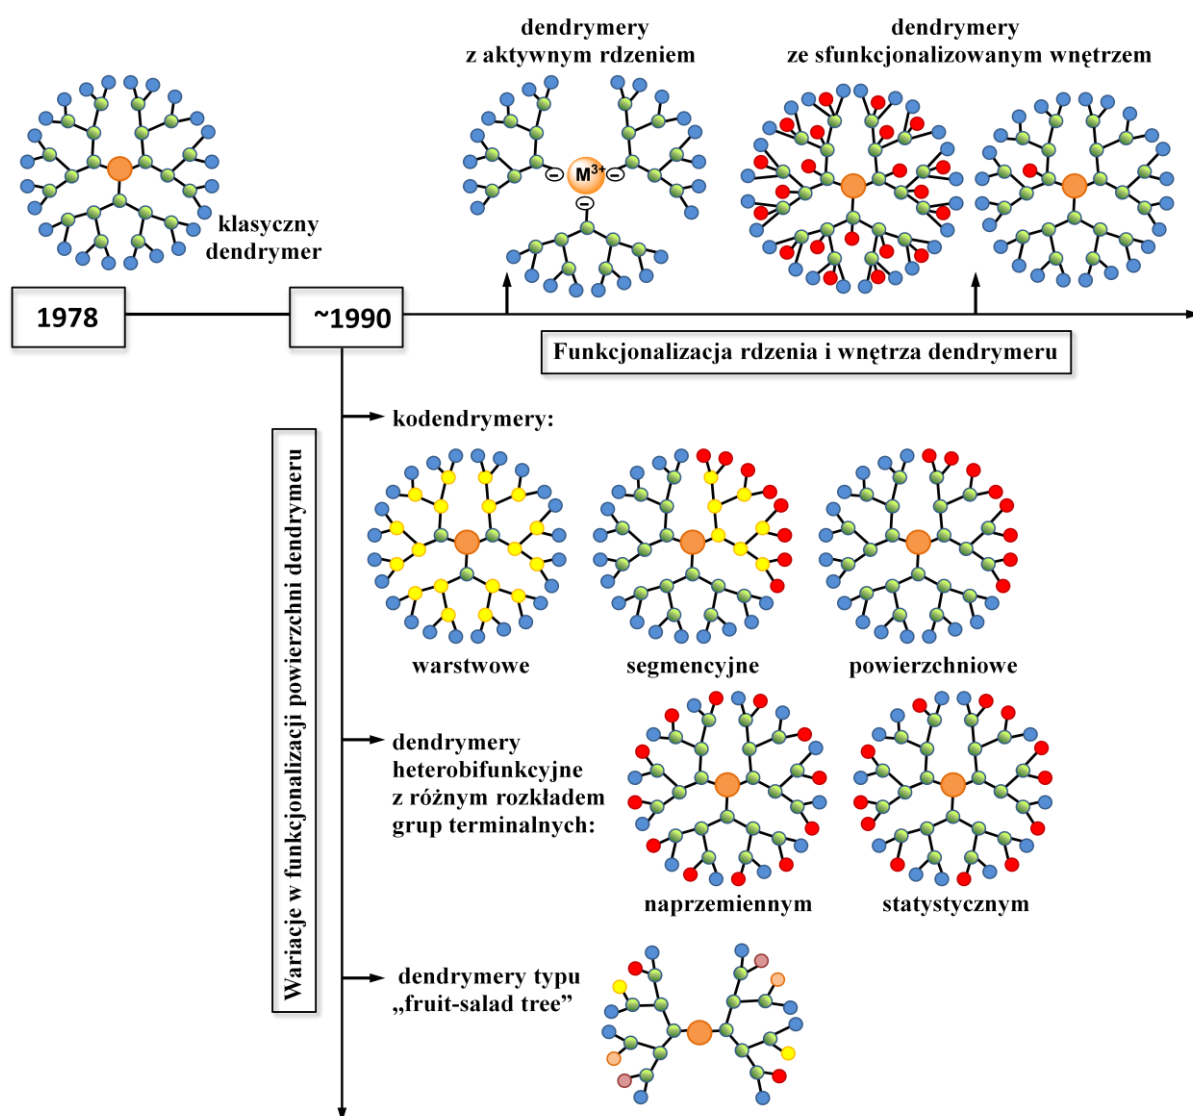 dendrymery
z aktywnym rdzeniem
dendrymery
ze sfunkcjonalizowanym wnętrzem
klasyczny
dendrymer
M3+
−
−
−
1978
~1990
Funkcjonalizacja rdzenia i wnętrza dendrymeru
Wariacje w funkcjonalizacji powierzchni dendrymeru
kodendrymery:
warstwowe
segmencyjne
powierzchniowe
dendrymery
heterobifunkcyjne
z różnym rozkładem
grup terminalnych:
naprzemiennym
statystycznym
dendrymery typu
„fruit-salad tree”